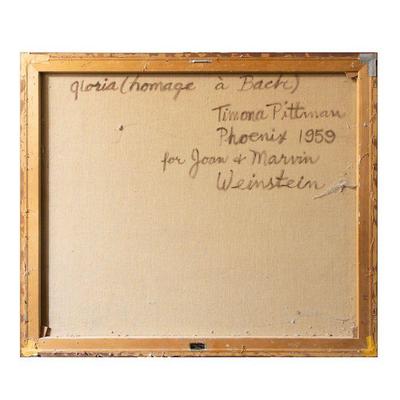 gloria (homage à Bach)
Timona Pittman
Phoenix 1959
for Joan & Marvin
Weinstein